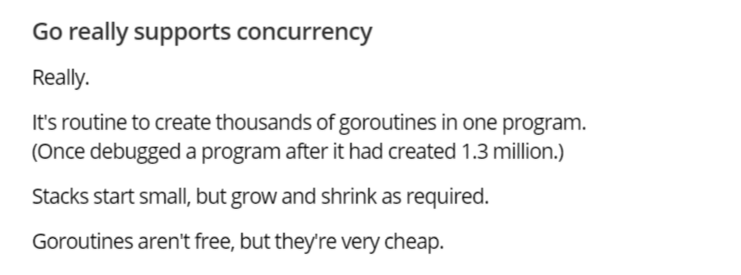 Go really supports concurrency
Really.
It's routine to create thousands of goroutines in one program.
(Once debugged a program after it had created 1.3 million.)
Stacks start small, but grow and shrink as required.
Goroutines aren't free, but they're very cheap.